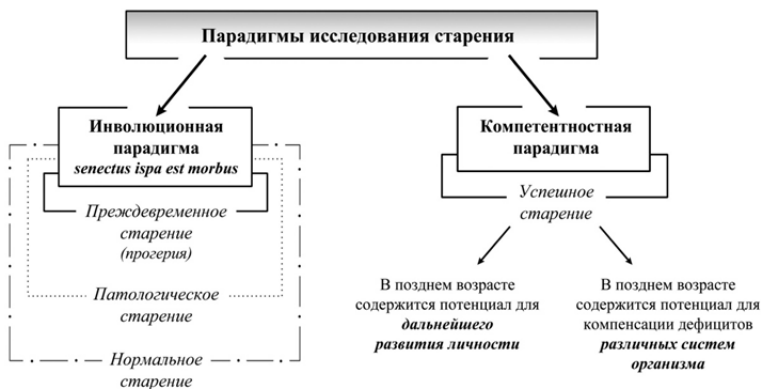 Парадигмы исследования старения
Инволюционная
парадигма
senectus ispa est morbus
Преждевременное
старение
(прогерия)
Патологическое
старение
Нормальное
старение
Компетентностная
парадигма
Успешное
старение
В позднем возрасте
содержится потенциал для
дальнейшего
развития личности
В позднем возрасте
содержится потенциал для
компенсации дефицитов
различных систем
организма